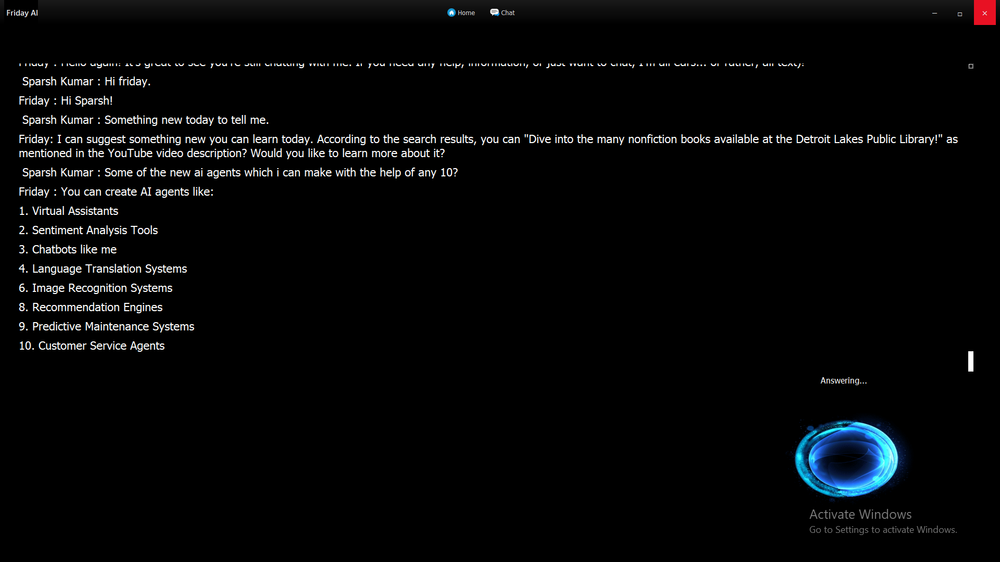 Friday AI
Home
Chat
Friday : Hello again! It's great to see you're still chatting with me. If you need any help, information, or just want to chat, I'm all ears... or rather, all text)!
Sparsh Kumar : Hi friday.
Friday : Hi Sparsh!
Sparsh Kumar : Something new today to tell me.
Friday: I can suggest something new you can learn today. According to the search results, you can "Dive into the many nonfiction books available at the Detroit Lakes Public Library!" as
mentioned in the YouTube video description? Would you like to learn more about it?
Sparsh Kumar : Some of the new ai agents which i can make with the help of any 10?
Friday : You can create AI agents like:
1. Virtual Assistants
2. Sentiment Analysis Tools
3. Chatbots like me
4. Language Translation Systems
6. Image Recognition Systems
8. Recommendation Engines
9. Predictive Maintenance Systems
10. Customer Service Agents
Answering...
Activate Windows
Go to Settings to activate Windows.